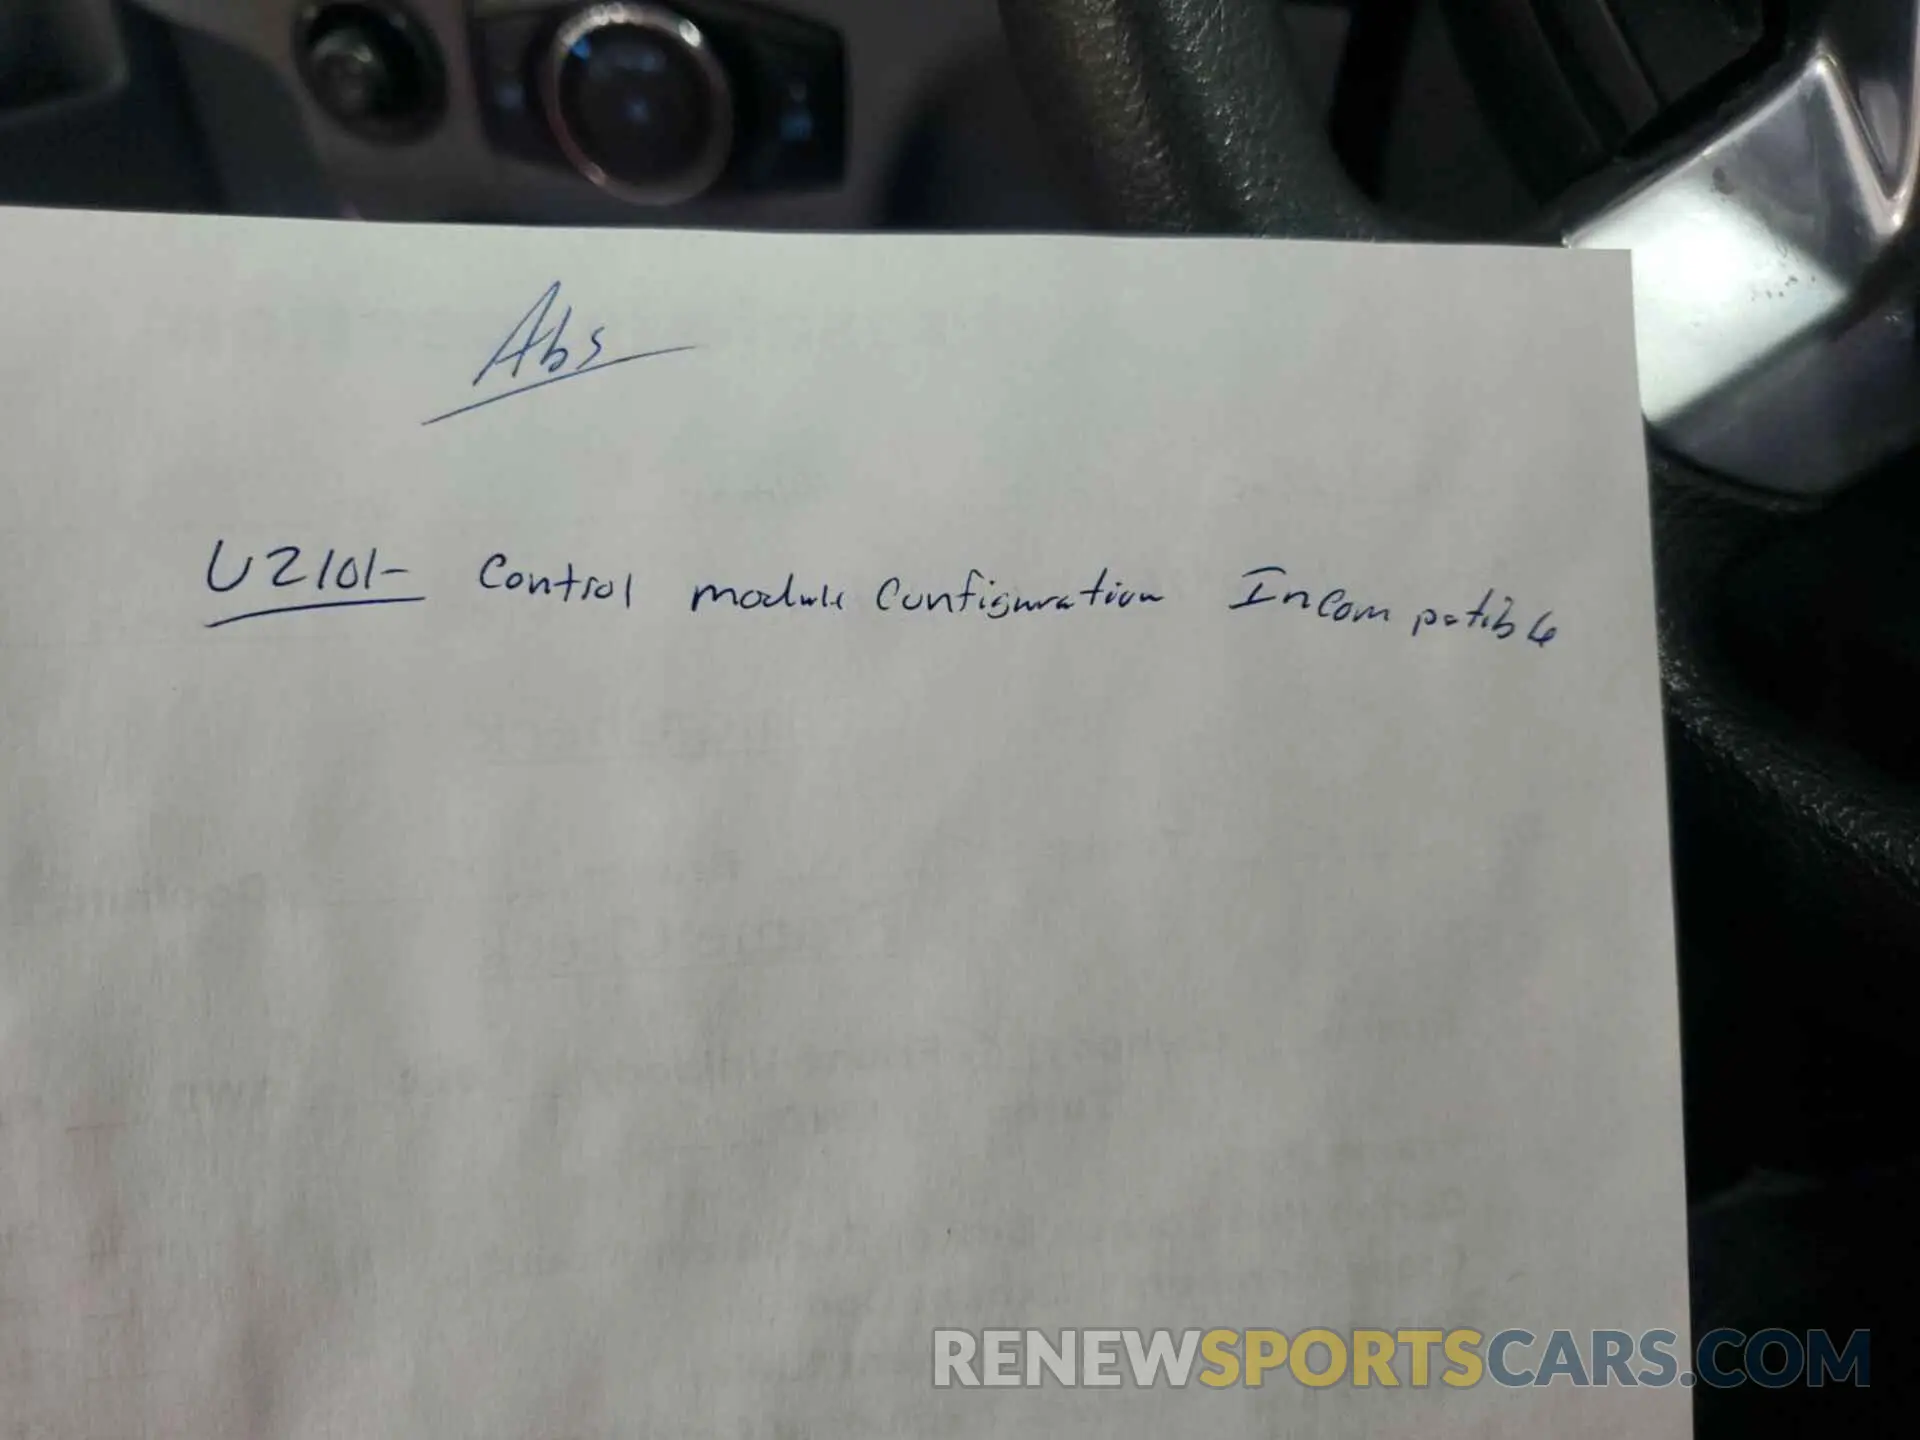 Abs
U2101- Control module Configuration Incompatible
RENEWSPORTSCARS.COM